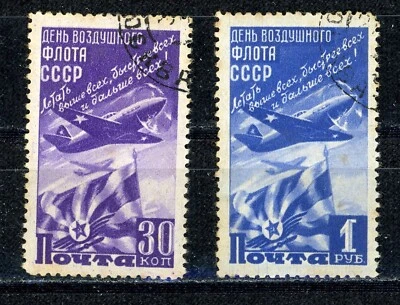 ДЕНЬ ВОЗДУШНОГО
ФЛОТА
СССР
Летать
выше всех, быстрее всех
и дальше всех!
ПОЧТА
30
КОП
ДЕНЬ ВОЗДУШНОГО
ФЛОТА
СССР
Летать
выше всех, быстрее всех
и дальше всех!
ПОЧТА
1
РУБ